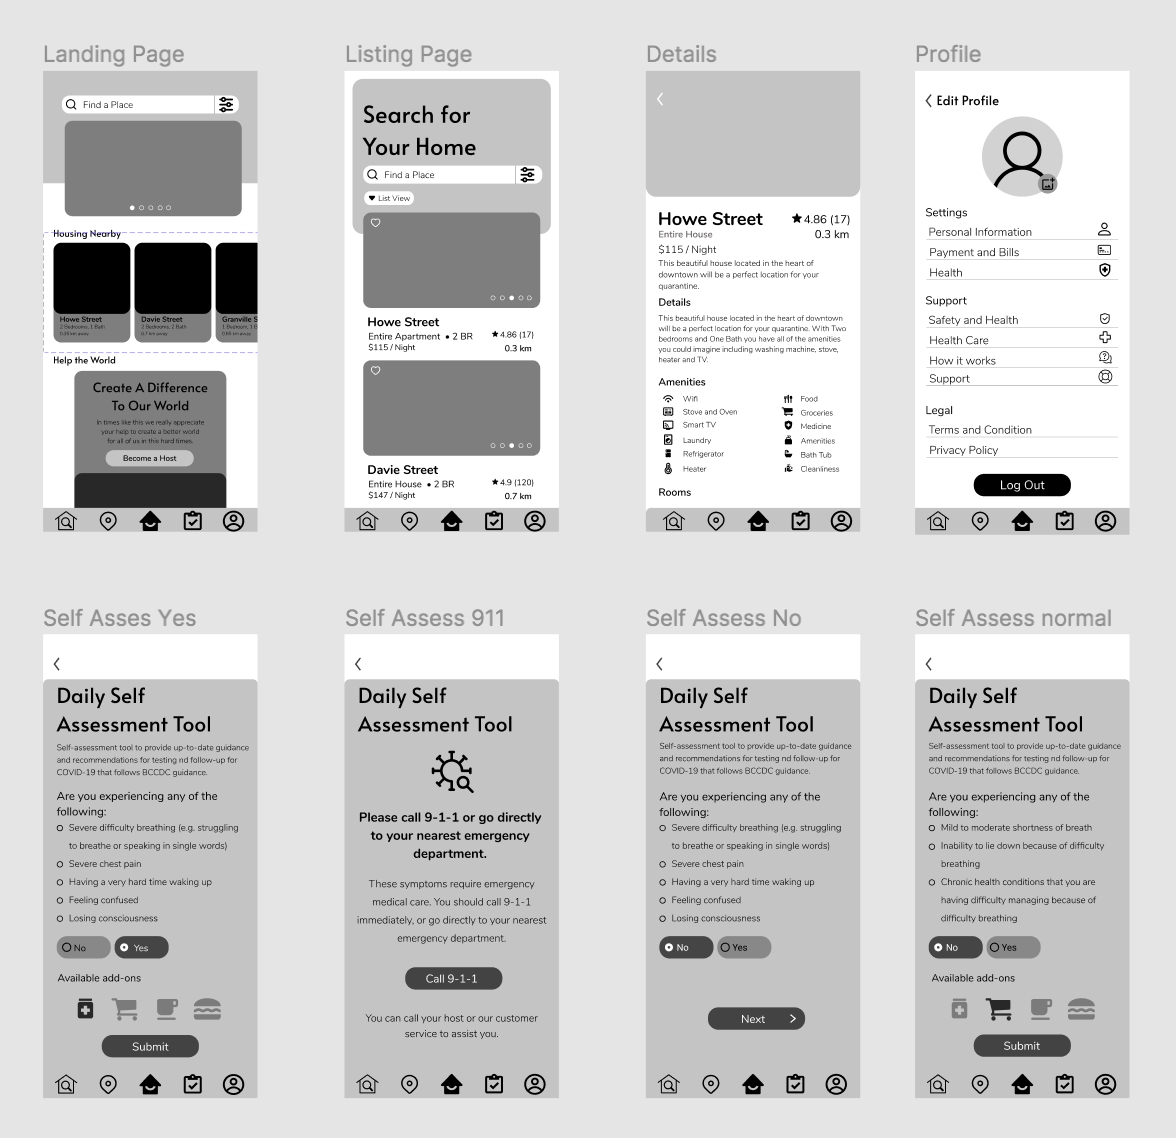 Landing Page
Find a Place
Housing Nearby
Howe Street
2 Bedrooms, 1 Bath
Davie Street
2 Bedrooms, 2 Bath
0.7 km away
Granville S
1 Bedroom, 1 B
Help the World
Create A Difference
To Our World
In times like this we really appreciate
your help to create a better world
for all of us in this hard times.
Become a Host
Listing Page
Search for
Your Home
Find a Place
List View
Howe Street
4.86 (17)
Entire Apartment • 2 BR
$115 / Night
0.3 km
Davie Street
4.9 (120)
Entire House • 2 BR
$147 / Night
0.7 km
Details
Howe Street
4.86 (17)
Entire House
0.3 km
$115 / Night
This beautiful house located in the heart of
downtown will be a perfect location for your
quarantine.
Details
This beautiful house located in the heart of downtown
will be a perfect location for your quarantine. With Two
bedrooms and One Bath you have all of the amenities
you could imagine including washing machine, stove,
heater and TV.
Amenities
Wifi
Food
Stove and Oven
Groceries
Smart TV
Medicine
Laundry
Amenities
Refrigerator
Bath Tub
Heater
Cleanliness
Rooms
Profile
Edit Profile
Settings
Personal Information
Payment and Bills
Health
Support
Safety and Health
Health Care
How it works
Support
Legal
Terms and Condition
Privacy Policy
Log Out
Self Asses Yes
Daily Self
Assessment Tool
Self-assessment tool to provide up-to-date guidance
and recommendations for testing nd follow-up for
COVID-19 that follows BCCDC guidance.
Are you experiencing any of the
following:
Severe difficulty breathing (e.g. struggling
to breathe or speaking in single words)
Severe chest pain
Having a very hard time waking up
Feeling confused
Losing consciousness
No
Yes
Available add-ons
Submit
Self Assess 911
Daily Self
Assessment Tool
Please call 9-1-1 or go directly
to your nearest emergency
department.
These symptoms require emergency
medical care. You should call 9-1-1
immediately, or go directly to your nearest
emergency department.
Call 9-1-1
You can call your host or our customer
service to assist you.
Self Assess No
Daily Self
Assessment Tool
Self-assessment tool to provide up-to-date guidance
and recommendations for testing nd follow-up for
COVID-19 that follows BCCDC guidance.
Are you experiencing any of the
following:
Severe difficulty breathing (e.g. struggling
to breathe or speaking in single words)
Severe chest pain
Having a very hard time waking up
Feeling confused
Losing consciousness
No
Yes
Next
Self Assess normal
Daily Self
Assessment Tool
Self-assessment tool to provide up-to-date guidance
and recommendations for testing nd follow-up for
COVID-19 that follows BCCDC guidance.
Are you experiencing any of the
following:
Mild to moderate shortness of breath
Inability to lie down because of difficulty
breathing
Chronic health conditions that you are
having difficulty managing because of
difficulty breathing
No
Yes
Available add-ons
Submit